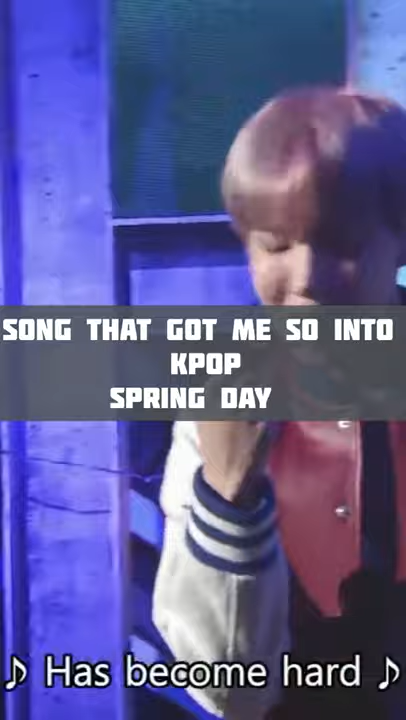 SONG THAT GOT ME SO INTO
KPOP
SPRING DAY
♪ Has become hard ♪